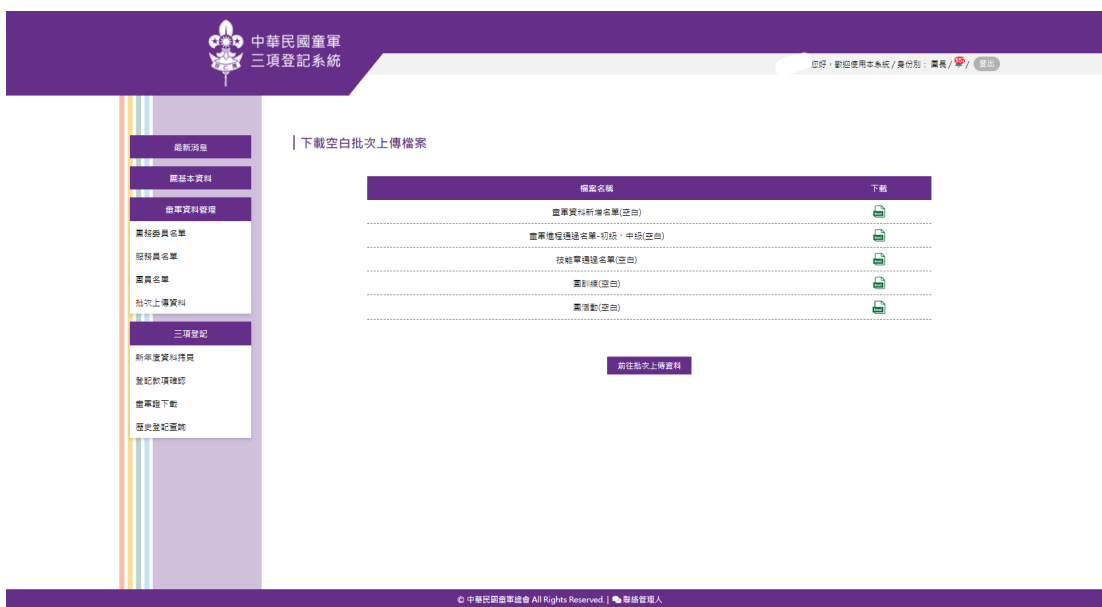 中華民國童軍
三項登記系統
您好，歡迎使用本系統 / 身份別： 團長 / / 登出
最新消息
團基本資料
童軍資料管理
團務委員名單
服務員名單
團員名單
批次上傳資料
三項登記
新年度資料拷貝
登記款項確認
童軍證下載
歷史登記查詢
下載空白批次上傳檔案
檔案名稱 下載
童軍資料新增名單(空白)
童軍進程通過名單-初級、中級(空白)
技能章通過名單(空白)
團訓練(空白)
團活動(空白)
前往批次上傳資料
© 中華民國童軍總會 All Rights Reserved. | 聯絡管理人